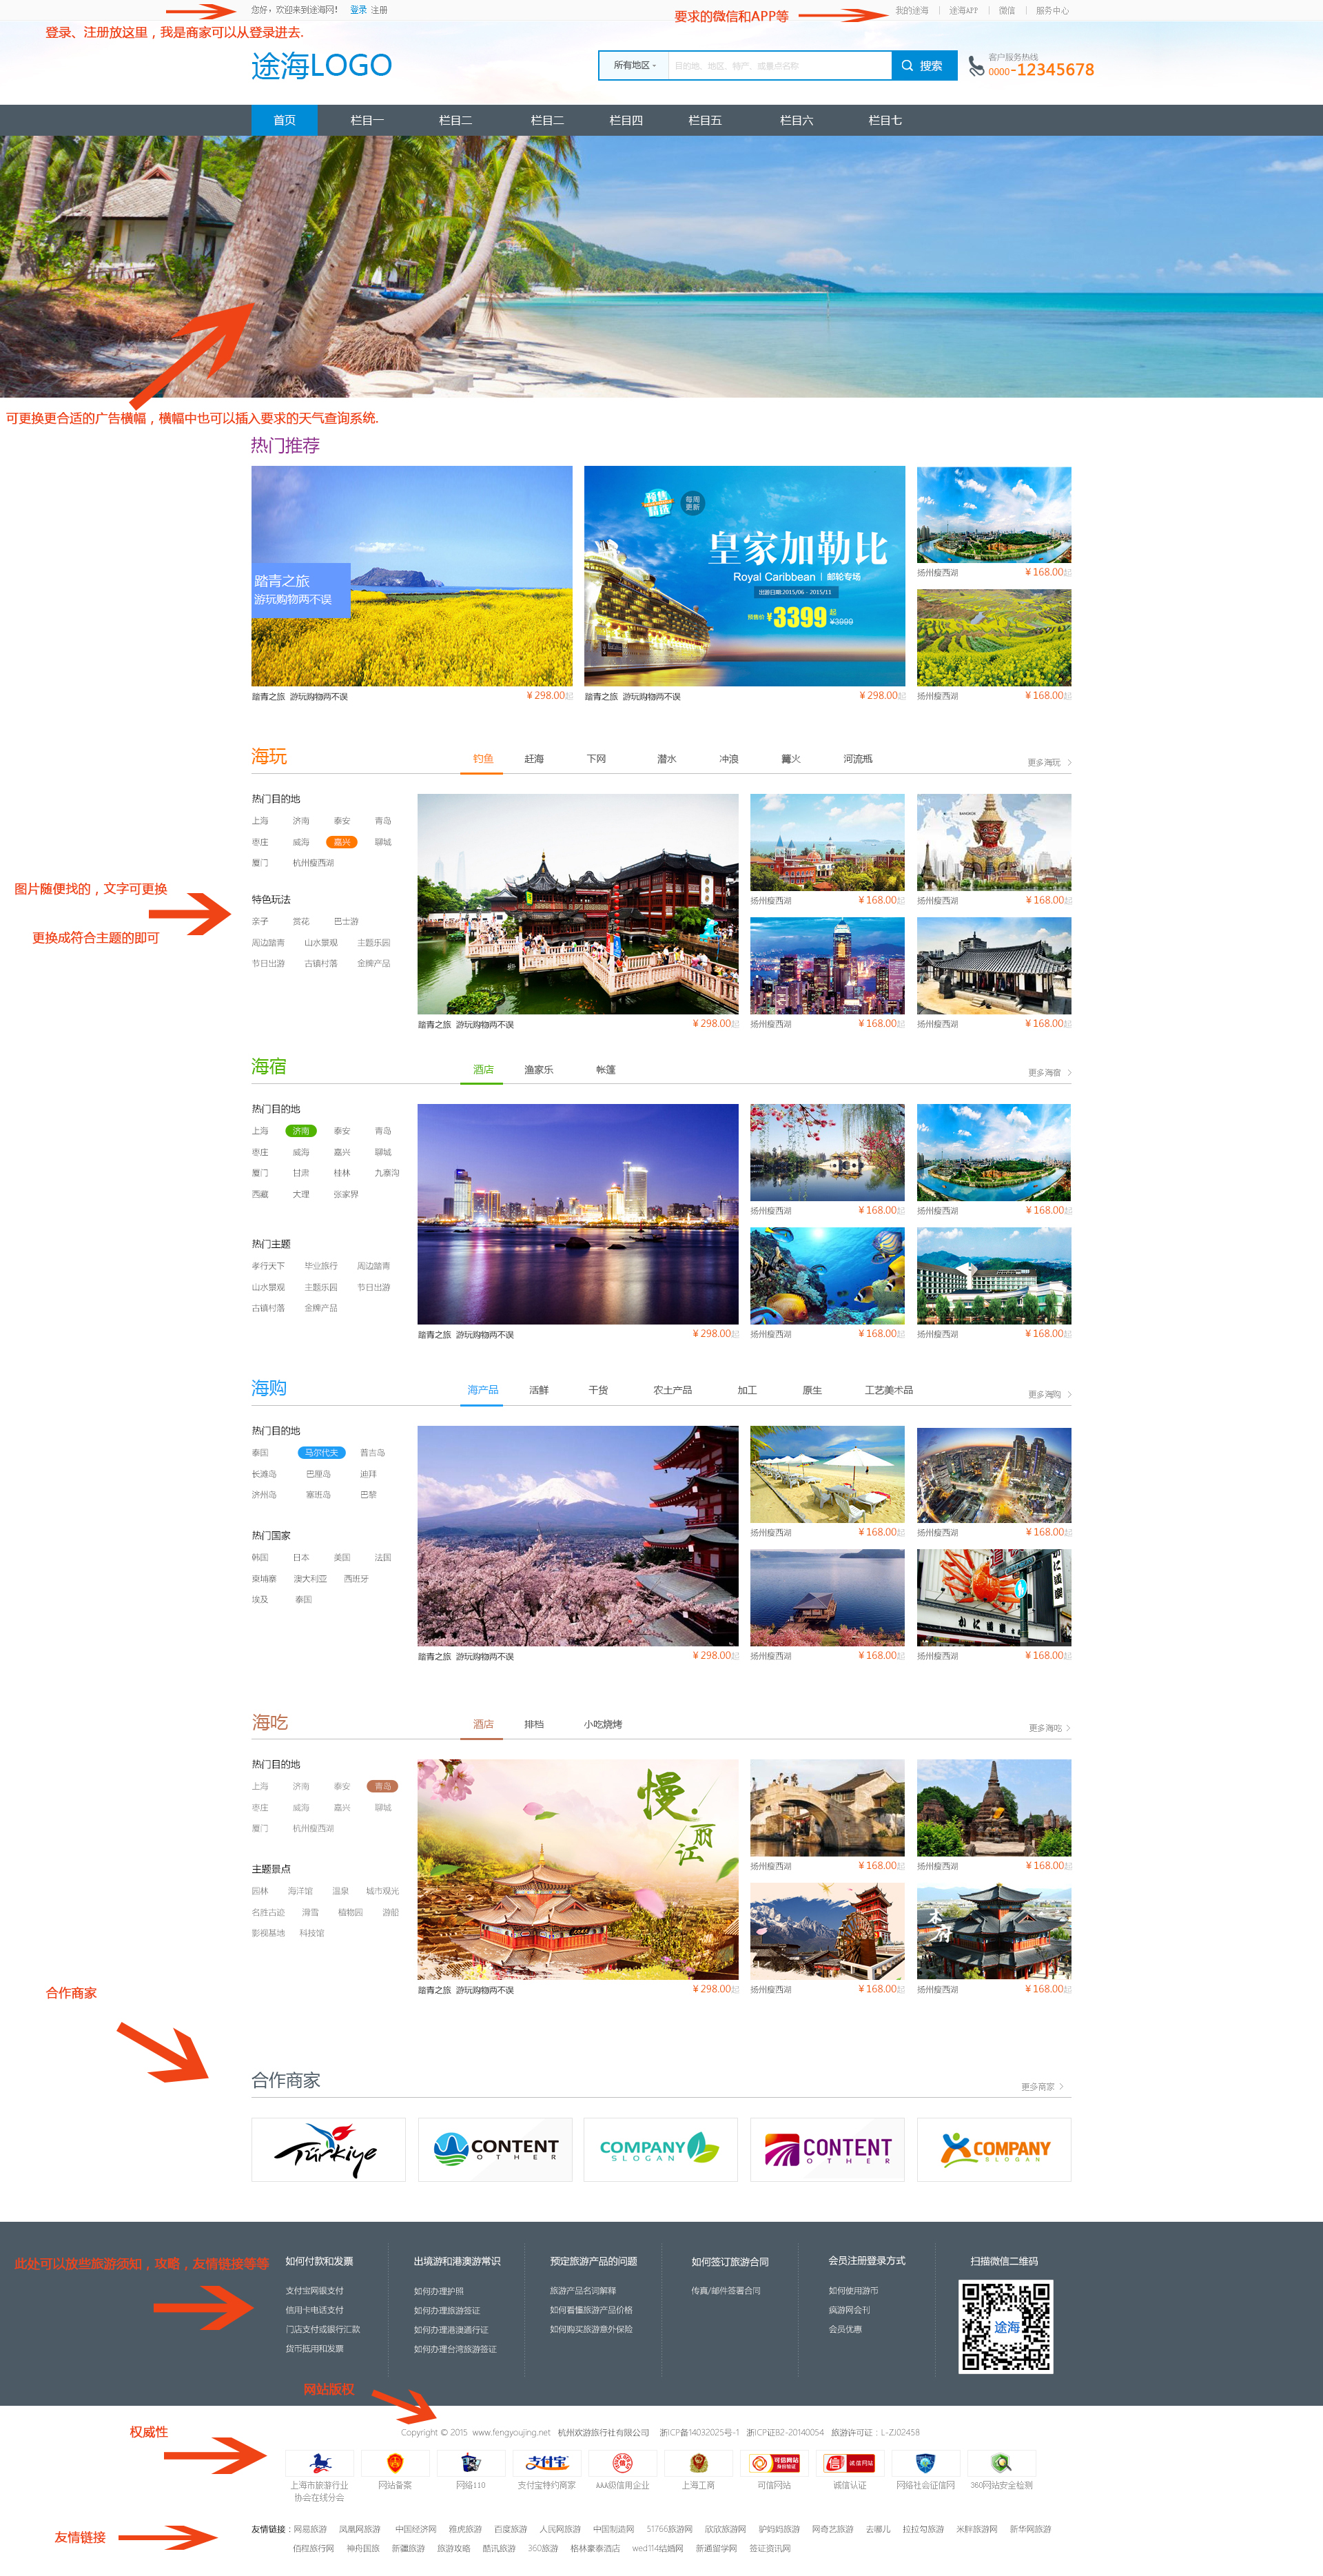 您好，欢迎来到途海网！ 登录 注册
要求的微信和APP等
我的途海 | 途海APP | 微信 | 服务中心
登录、注册放这里，我是商家可以从登录进去.
途海LOGO
所有地区
目的地、地区、特产、或景点名称
搜索
客户服务热线
0000-12345678
首页 栏目一 栏目二 栏目二 栏目四 栏目五 栏目六 栏目七
可更换更合适的广告横幅，横幅中也可以插入要求的天气查询系统.
热门推荐
踏青之旅
游玩购物两不误
预售精选
每周更新
皇家加勒比
Royal Caribbean | 邮轮专场
出游日期:2015/06 - 2015/11
预售价 ¥3399 起 ¥3999
扬州瘦西湖 ¥168.00起
踏青之旅 游玩购物两不误 ¥298.00起
踏青之旅 游玩购物两不误 ¥298.00起
扬州瘦西湖 ¥168.00起
海玩
钓鱼 赶海 下网 潜水 冲浪 篝火 河流瓶
更多海玩 >
热门目的地
上海 济南 泰安 青岛
枣庄 威海 嘉兴 聊城
厦门 杭州瘦西湖
图片随便找的，文字可更换
更换成符合主题的即可
特色玩法
亲子 赏花 巴士游
周边踏青 山水景观 主题乐园
节日出游 古镇村落 金牌产品
BANGKOK
扬州瘦西湖 ¥168.00起
扬州瘦西湖 ¥168.00起
踏青之旅 游玩购物两不误 ¥298.00起
扬州瘦西湖 ¥168.00起
扬州瘦西湖 ¥168.00起
海宿
酒店 渔家乐 帐篷
更多海宿 >
热门目的地
上海 济南 泰安 青岛
枣庄 威海 嘉兴 聊城
厦门 甘肃 桂林 九寨沟
西藏 大理 张家界
热门主题
孝行天下 毕业旅行 周边踏青
山水景观 主题乐园 节日出游
古镇村落 金牌产品
扬州瘦西湖 ¥168.00起
扬州瘦西湖 ¥168.00起
踏青之旅 游玩购物两不误 ¥298.00起
扬州瘦西湖 ¥168.00起
扬州瘦西湖 ¥168.00起
海购
海产品 活鲜 干货 农土产品 加工 原生 工艺美术品
更多海购 >
热门目的地
泰国 马尔代夫 普吉岛
长滩岛 巴厘岛 迪拜
济州岛 塞班岛 巴黎
热门国家
韩国 日本 美国 法国
柬埔寨 澳大利亚 西班牙
埃及 泰国
扬州瘦西湖 ¥168.00起
扬州瘦西湖 ¥168.00起
かに道楽
踏青之旅 游玩购物两不误 ¥298.00起
扬州瘦西湖 ¥168.00起
扬州瘦西湖 ¥168.00起
海吃
酒店 排档 小吃烧烤
更多海吃 >
热门目的地
上海 济南 泰安 青岛
枣庄 威海 嘉兴 聊城
厦门 杭州瘦西湖
主题景点
园林 海洋馆 温泉 城市观光
名胜古迹 滑雪 植物园 游船
影视基地 科技馆
慢.丽江
扬州瘦西湖 ¥168.00起
扬州瘦西湖 ¥168.00起
木府
踏青之旅 游玩购物两不误 ¥298.00起
扬州瘦西湖 ¥168.00起
扬州瘦西湖 ¥168.00起
合作商家
合作商家
更多商家 >
Türkiye
CONTENT OTHER
COMPANY SLOGAN
CONTENT OTHER
COMPANY SLOGAN
此处可以放些旅游须知，攻略，友情链接等等
如何付款和发票
支付宝网银支付
信用卡电话支付
门店支付或银行汇款
货币抵用和发票
出境游和港澳游常识
如何办理护照
如何办理旅游签证
如何办理港澳通行证
如何办理台湾旅游签证
预定旅游产品的问题
旅游产品名词解释
如何看懂旅游产品价格
如何购买旅游意外保险
如何签订旅游合同
传真/邮件签署合同
会员注册登录方式
如何使用游币
疯游网会刊
会员优惠
扫描微信二维码
途海
网站版权
权威性
Copyright © 2015 www.fengyoujing.net 杭州欢游旅行社有限公司 浙ICP备14032025号-1 浙ICP证B2-20140054 旅游许可证：L-ZJ02458
支付宝
可信网站
诚信网站
上海市旅游行业协会在线分会
网站备案
网络110
支付宝特约商家
AAA级信用企业
上海工商
可信网站
诚信认证
网络社会征信网
360网站安全检测
友情链接
友情链接：网易旅游 凤凰网旅游 中国经济网 雅虎旅游 百度旅游 人民网旅游 中国制造网 51766旅游网 欣欣旅游网 驴妈妈旅游 网奇艺旅游 去哪儿 拉拉勾旅游 米胖旅游网 新华网旅游
佰程旅行网 神舟国旅 新疆旅游 旅游攻略 酷讯旅游 360旅游 格林豪泰酒店 wed114结婚网 新通留学网 签证资讯网